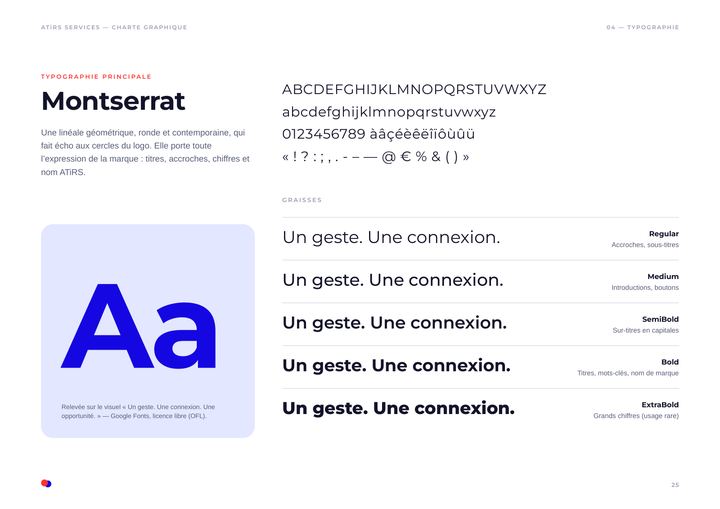 ATiRS SERVICES — CHARTE GRAPHIQUE
04 — TYPOGRAPHIE
TYPOGRAPHIE PRINCIPALE
Montserrat
Une linéale géométrique, ronde et contemporaine, qui
fait écho aux cercles du logo. Elle porte toute
l'expression de la marque : titres, accroches, chiffres et
nom ATiRS.
ABCDEFGHIJKLMNOPQRSTUVWXYZ
abcdefghijklmnopqrstuvwxyz
0123456789 àâçéèêëîïôùûü
« ! ? : ; , . - – — @ € % & ( ) »
GRAISSES
Un geste. Une connexion.
Regular
Accroches, sous-titres
Un geste. Une connexion.
Medium
Introductions, boutons
Un geste. Une connexion.
SemiBold
Sur-titres en capitales
Un geste. Une connexion.
Bold
Titres, mots-clés, nom de marque
Un geste. Une connexion.
ExtraBold
Grands chiffres (usage rare)
Aa
Relevée sur le visuel « Un geste. Une connexion. Une
opportunité. » — Google Fonts, licence libre (OFL).
25